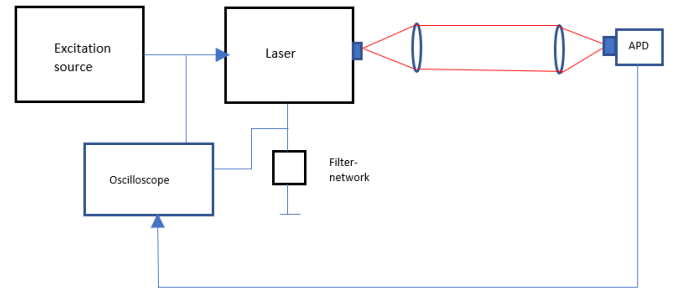 Excitation
source
Laser
APD
Oscilloscope
Filter-
network